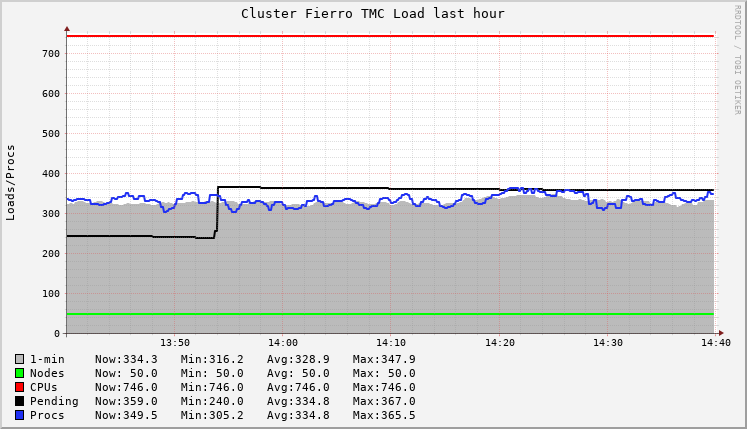 Cluster Fierro TMC Load last hour
RRDTOOL / TOBI OETIKER
Loads/Procs
700
600
500
400
300
200
100
0
13:50 14:00 14:10 14:20 14:30 14:40
1-min Now:334.3 Min:316.2 Avg:328.9 Max:347.9
Nodes Now: 50.0 Min: 50.0 Avg: 50.0 Max: 50.0
CPUs Now:746.0 Min:746.0 Avg:746.0 Max:746.0
Pending Now:359.0 Min:240.0 Avg:334.8 Max:367.0
Procs Now:349.5 Min:305.2 Avg:334.8 Max:365.5